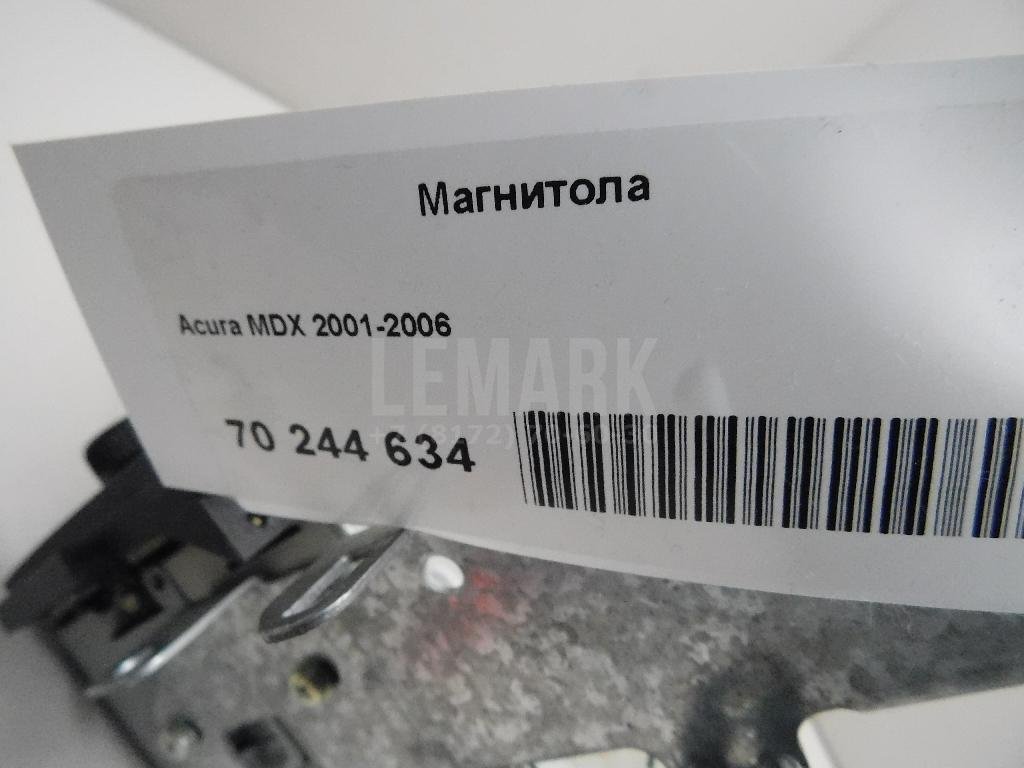 Магнитола
Acura MDX 2001-2006
LEMARK
70 244 634